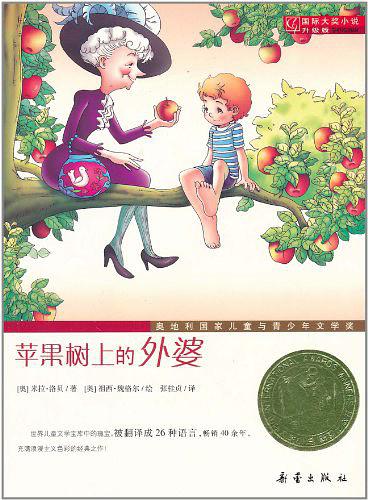 国际大奖小说
升级版
奥地利国家儿童与青少年文学奖
苹果树上的外婆
[奥]米拉·洛贝/著 [奥]祖西·魏格尔/绘 张桂贞/译
世界儿童文学宝库中的瑰宝,被翻译成26种语言,畅销40余年,
充满浪漫主义色彩的经典之作!
新蕾出版社